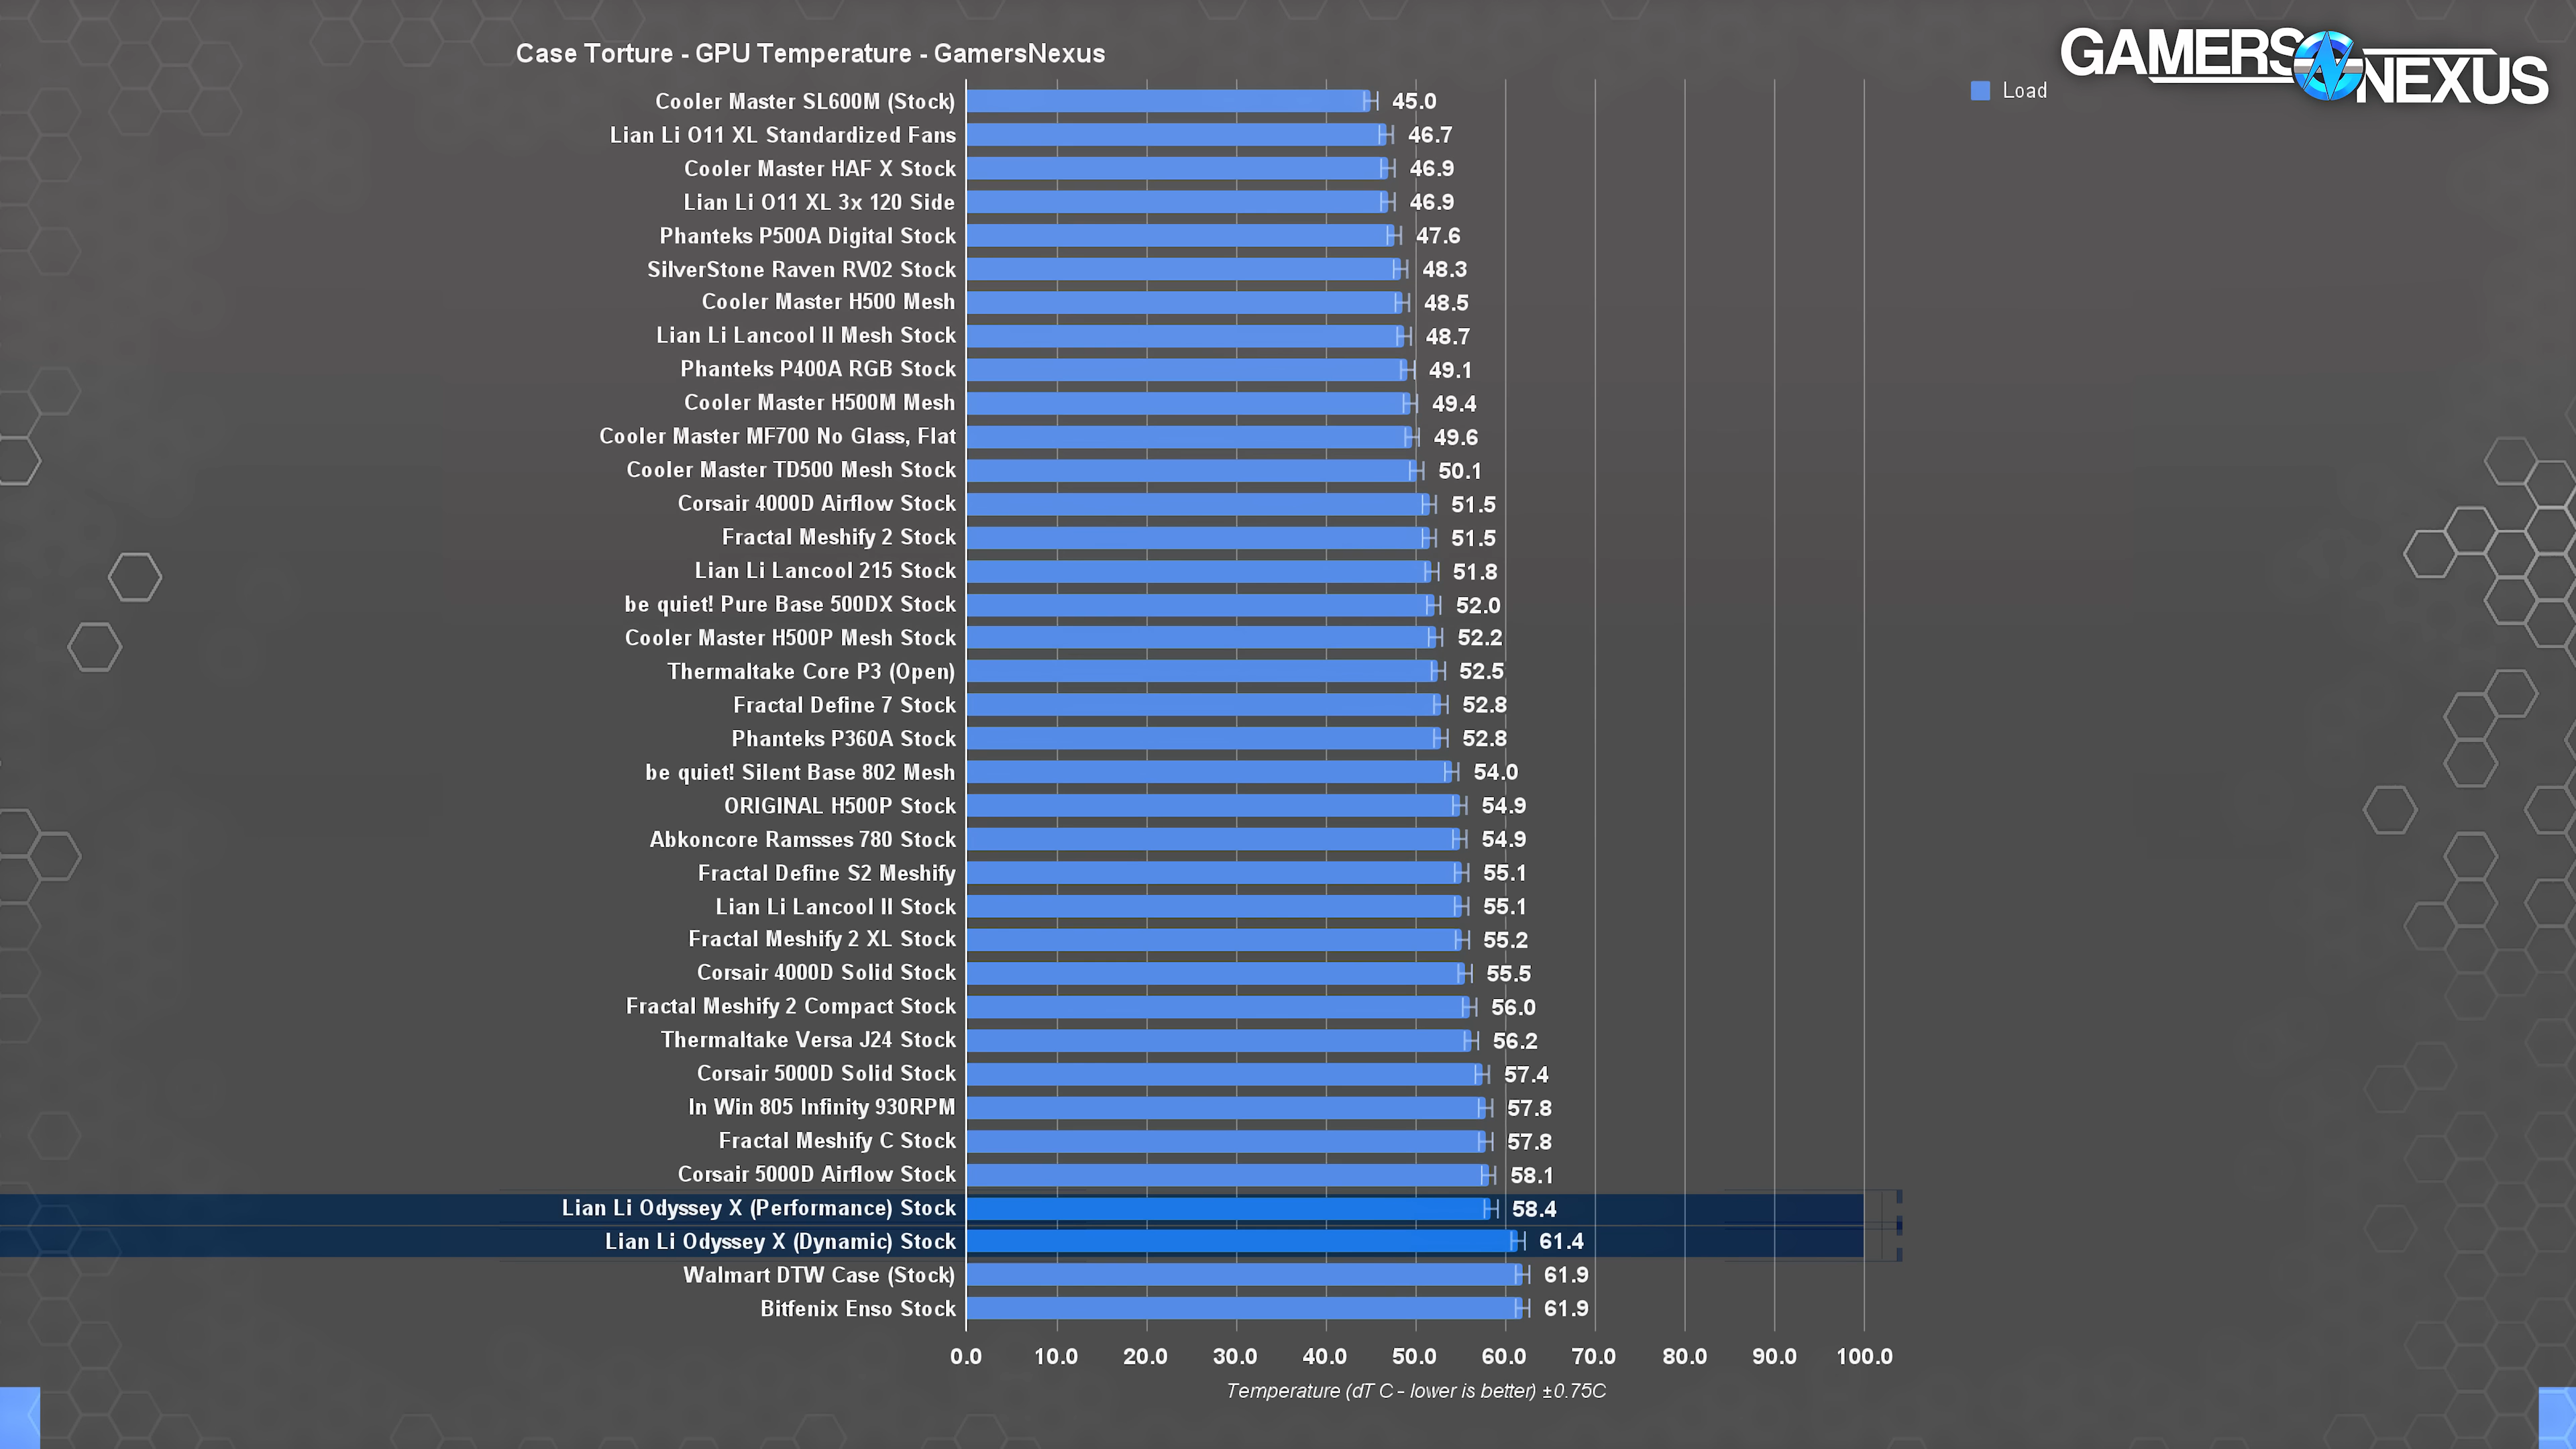 GAMERS NEXUS
Case Torture - GPU Temperature - GamersNexus
Load
Cooler Master SL600M (Stock) 45.0
Lian Li O11 XL Standardized Fans 46.7
Cooler Master HAF X Stock 46.9
Lian Li O11 XL 3x 120 Side 46.9
Phanteks P500A Digital Stock 47.6
SilverStone Raven RV02 Stock 48.3
Cooler Master H500 Mesh 48.5
Lian Li Lancool II Mesh Stock 48.7
Phanteks P400A RGB Stock 49.1
Cooler Master H500M Mesh 49.4
Cooler Master MF700 No Glass, Flat 49.6
Cooler Master TD500 Mesh Stock 50.1
Corsair 4000D Airflow Stock 51.5
Fractal Meshify 2 Stock 51.5
Lian Li Lancool 215 Stock 51.8
be quiet! Pure Base 500DX Stock 52.0
Cooler Master H500P Mesh Stock 52.2
Thermaltake Core P3 (Open) 52.5
Fractal Define 7 Stock 52.8
Phanteks P360A Stock 52.8
be quiet! Silent Base 802 Mesh 54.0
ORIGINAL H500P Stock 54.9
Abkoncore Ramsses 780 Stock 54.9
Fractal Define S2 Meshify 55.1
Lian Li Lancool II Stock 55.1
Fractal Meshify 2 XL Stock 55.2
Corsair 4000D Solid Stock 55.5
Fractal Meshify 2 Compact Stock 56.0
Thermaltake Versa J24 Stock 56.2
Corsair 5000D Solid Stock 57.4
In Win 805 Infinity 930RPM 57.8
Fractal Meshify C Stock 57.8
Corsair 5000D Airflow Stock 58.1
Lian Li Odyssey X (Performance) Stock 58.4
Lian Li Odyssey X (Dynamic) Stock 61.4
Walmart DTW Case (Stock) 61.9
Bitfenix Enso Stock 61.9
0.0 10.0 20.0 30.0 40.0 50.0 60.0 70.0 80.0 90.0 100.0
Temperature (dT C - lower is better) ±0.75C